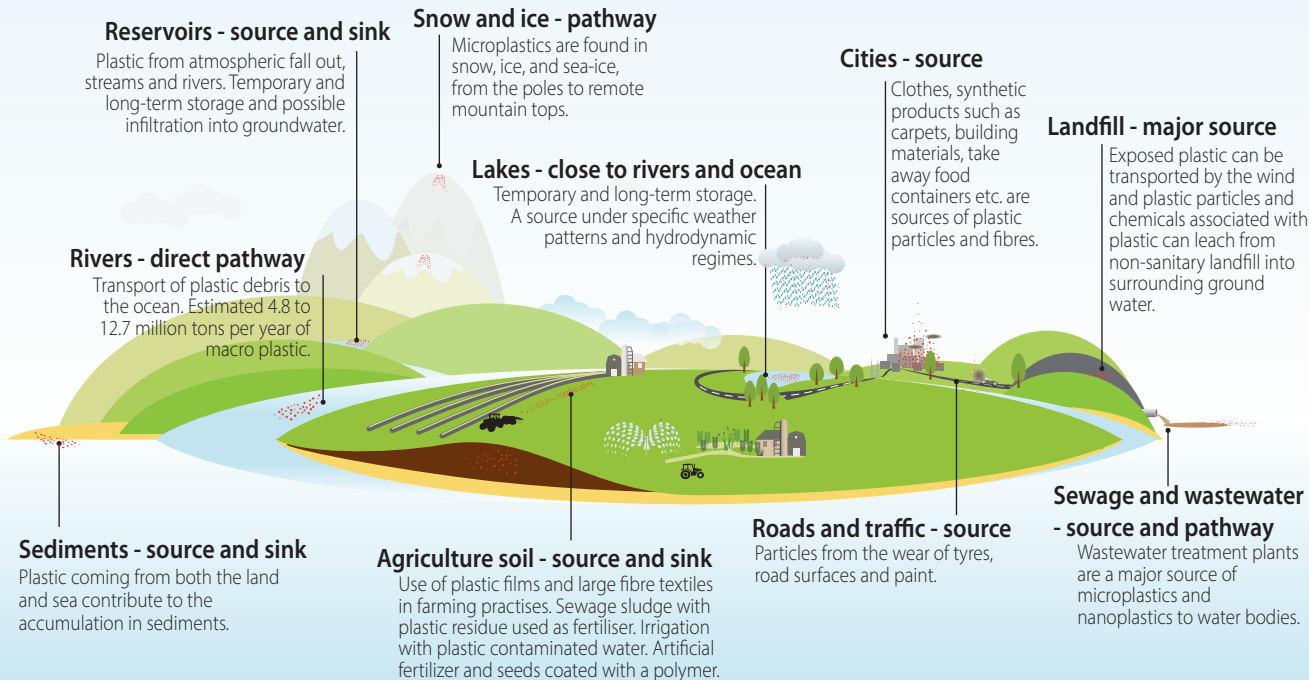 Reservoirs - source and sink
Plastic from atmospheric fall out,
streams and rivers. Temporary and
long-term storage and possible
infiltration into groundwater.
Snow and ice - pathway
Microplastics are found in
snow, ice, and sea-ice,
from the poles to remote
mountain tops.
Cities - source
Clothes, synthetic
products such as
carpets, building
materials, take
away food
containers etc. are
sources of plastic
particles and fibres.
Landfill - major source
Exposed plastic can be
transported by the wind
and plastic particles and
chemicals associated with
plastic can leach from
non-sanitary landfill into
surrounding ground
water.
Lakes - close to rivers and ocean
Temporary and long-term storage.
A source under specific weather
patterns and hydrodynamic
regimes.
Rivers - direct pathway
Transport of plastic debris to
the ocean. Estimated 4.8 to
12.7 million tons per year of
macro plastic.
Sediments - source and sink
Plastic coming from both the land
and sea contribute to the
accumulation in sediments.
Agriculture soil - source and sink
Use of plastic films and large fibre textiles
in farming practises. Sewage sludge with
plastic residue used as fertiliser. Irrigation
with plastic contaminated water. Artificial
fertilizer and seeds coated with a polymer.
Roads and traffic - source
Particles from the wear of tyres,
road surfaces and paint.
Sewage and wastewater
- source and pathway
Wastewater treatment plants
are a major source of
microplastics and
nanoplastics to water bodies.